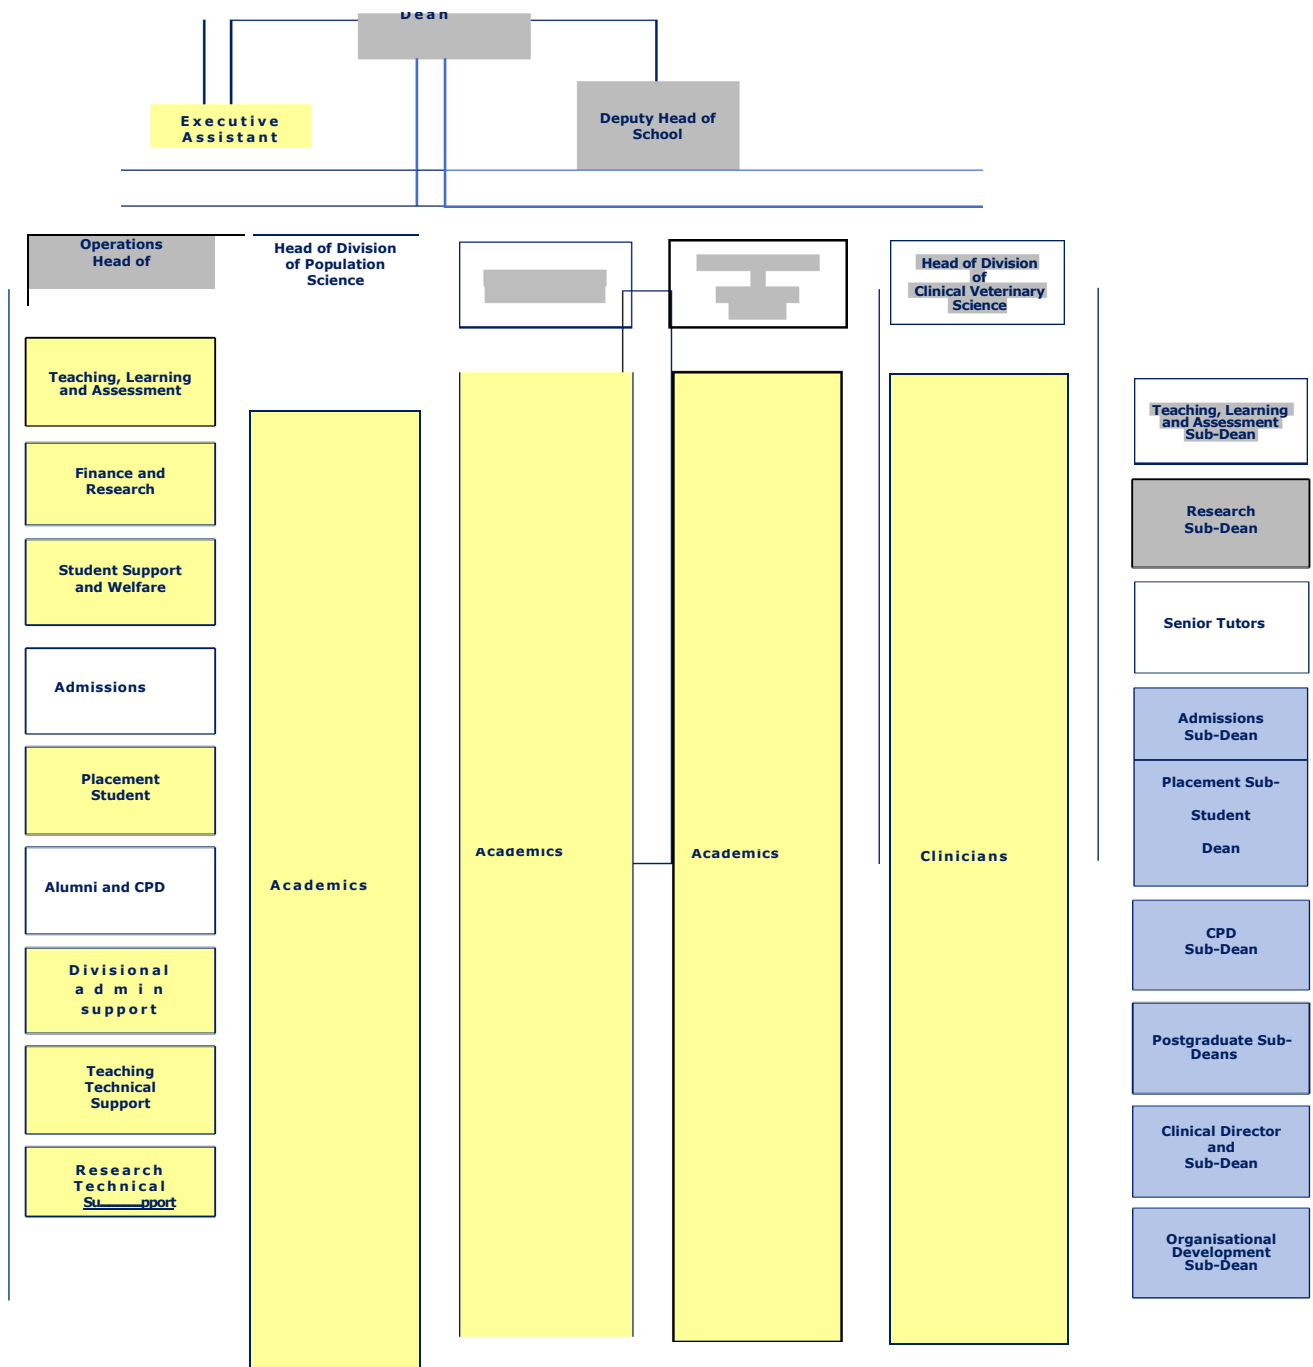 Dean
Executive
Assistant
Deputy Head of
School
Operations
Head of
Head of Division
of Population
Science
Head of Division
of
Clinical Veterinary
Science
Teaching, Learning
and Assessment
Finance and
Research
Student Support
and Welfare
Admissions
Placement
Student
Alumni and CPD
Divisional
admin
support
Teaching
Technical
Support
Research
Technical
Support
Academics
Academics
Academics
Clinicians
Teaching, Learning
and Assessment
Sub-Dean
Research
Sub-Dean
Senior Tutors
Admissions
Sub-Dean
Placement Sub-
Student
Dean
CPD
Sub-Dean
Postgraduate Sub-
Deans
Clinical Director
and
Sub-Dean
Organisational
Development
Sub-Dean